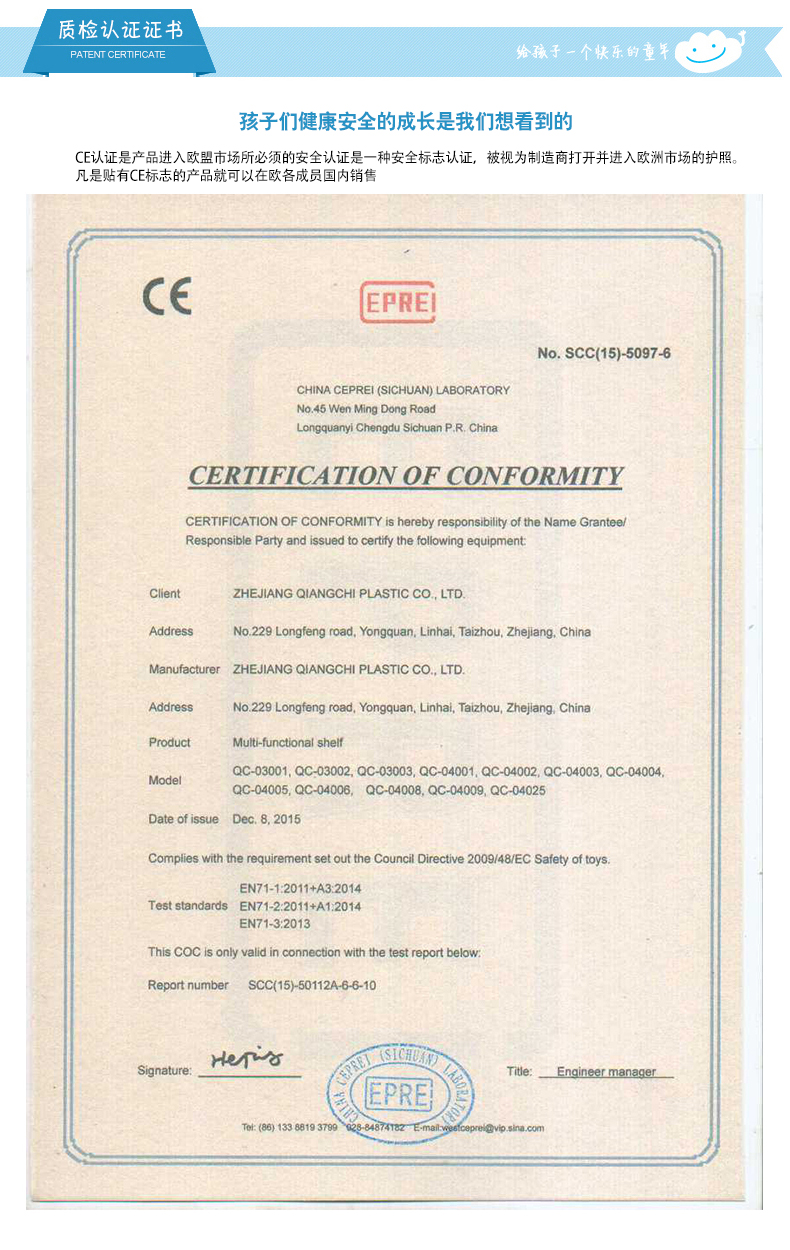 质检认证证书
PATENT CERTIFICATE
给孩子一个快乐的童年
孩子们健康安全的成长是我们想看到的
CE认证是产品进入欧盟市场所必须的安全认证是一种安全标志认证，被视为制造商打开并进入欧洲市场的护照。
凡是贴有CE标志的产品就可以在欧各成员国内销售
CE
EPREI
No. SCC(15)-5097-6
CHINA CEPREI (SICHUAN) LABORATORY
No.45 Wen Ming Dong Road
Longquanyi Chengdu Sichuan P.R. China
CERTIFICATION OF CONFORMITY
CERTIFICATION OF CONFORMITY is hereby responsibility of the Name Grantee/
Responsible Party and issued to certify the following equipment:
Client ZHEJIANG QIANGCHI PLASTIC CO., LTD.
Address No.229 Longfeng road, Yongquan, Linhai, Taizhou, Zhejiang, China
Manufacturer ZHEJIANG QIANGCHI PLASTIC CO., LTD.
Address No.229 Longfeng road, Yongquan, Linhai, Taizhou, Zhejiang, China
Product Multi-functional shelf
Model QC-03001, QC-03002, QC-03003, QC-04001, QC-04002, QC-04003, QC-04004,
QC-04005, QC-04006, QC-04008, QC-04009, QC-04025
Date of issue Dec. 8, 2015
Complies with the requirement set out the Council Directive 2009/48/EC Safety of toys.
Test standards EN71-1:2011+A3:2014
EN71-2:2011+A1:2014
EN71-3:2013
This COC is only valid in connection with the test report below:
Report number SCC(15)-50112A-6-6-10
Signature:
CHINA CEPREI (SICHUAN) LABORATORY
EPREI
Title: Engineer manager
Tel: (86) 133 8819 3799 028-84874182 E-mail:westceprei@vip.sina.com